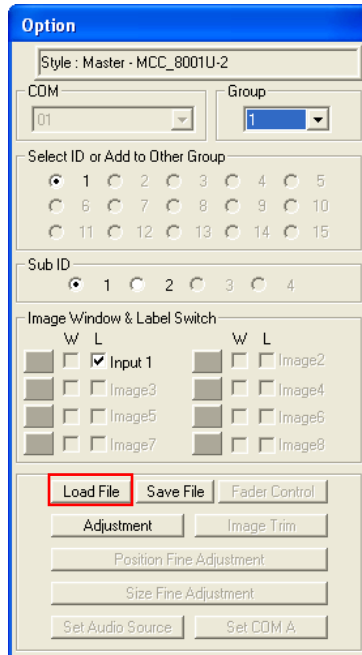 Option
Style : Master - MCC_8001U-2
COM Group
01 1
Select ID or Add to Other Group
1 2 3 4 5
6 7 8 9 10
11 12 13 14 15
Sub ID
1 2 3 4
Image Window & Label Switch
W L W L
Input 1 Image2
Image3 Image4
Image5 Image6
Image7 Image8
Load File Save File Fader Control
Adjustment Image Trim
Position Fine Adjustment
Size Fine Adjustment
Set Audio Source Set COM A